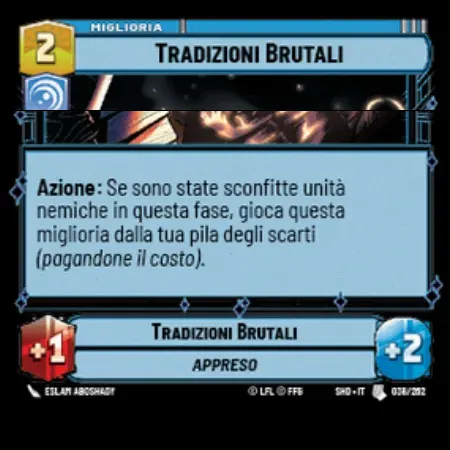 MIGLIORIA
2
TRADIZIONI BRUTALI
Azione: Se sono state sconfitte unità
nemiche in questa fase, gioca questa
miglioria dalla tua pila degli scarti
(pagandone il costo).
TRADIZIONI BRUTALI
+1
+2
APPRESO
ESLAM ABOSHADY © LFL © FFG SHD • IT 036/262